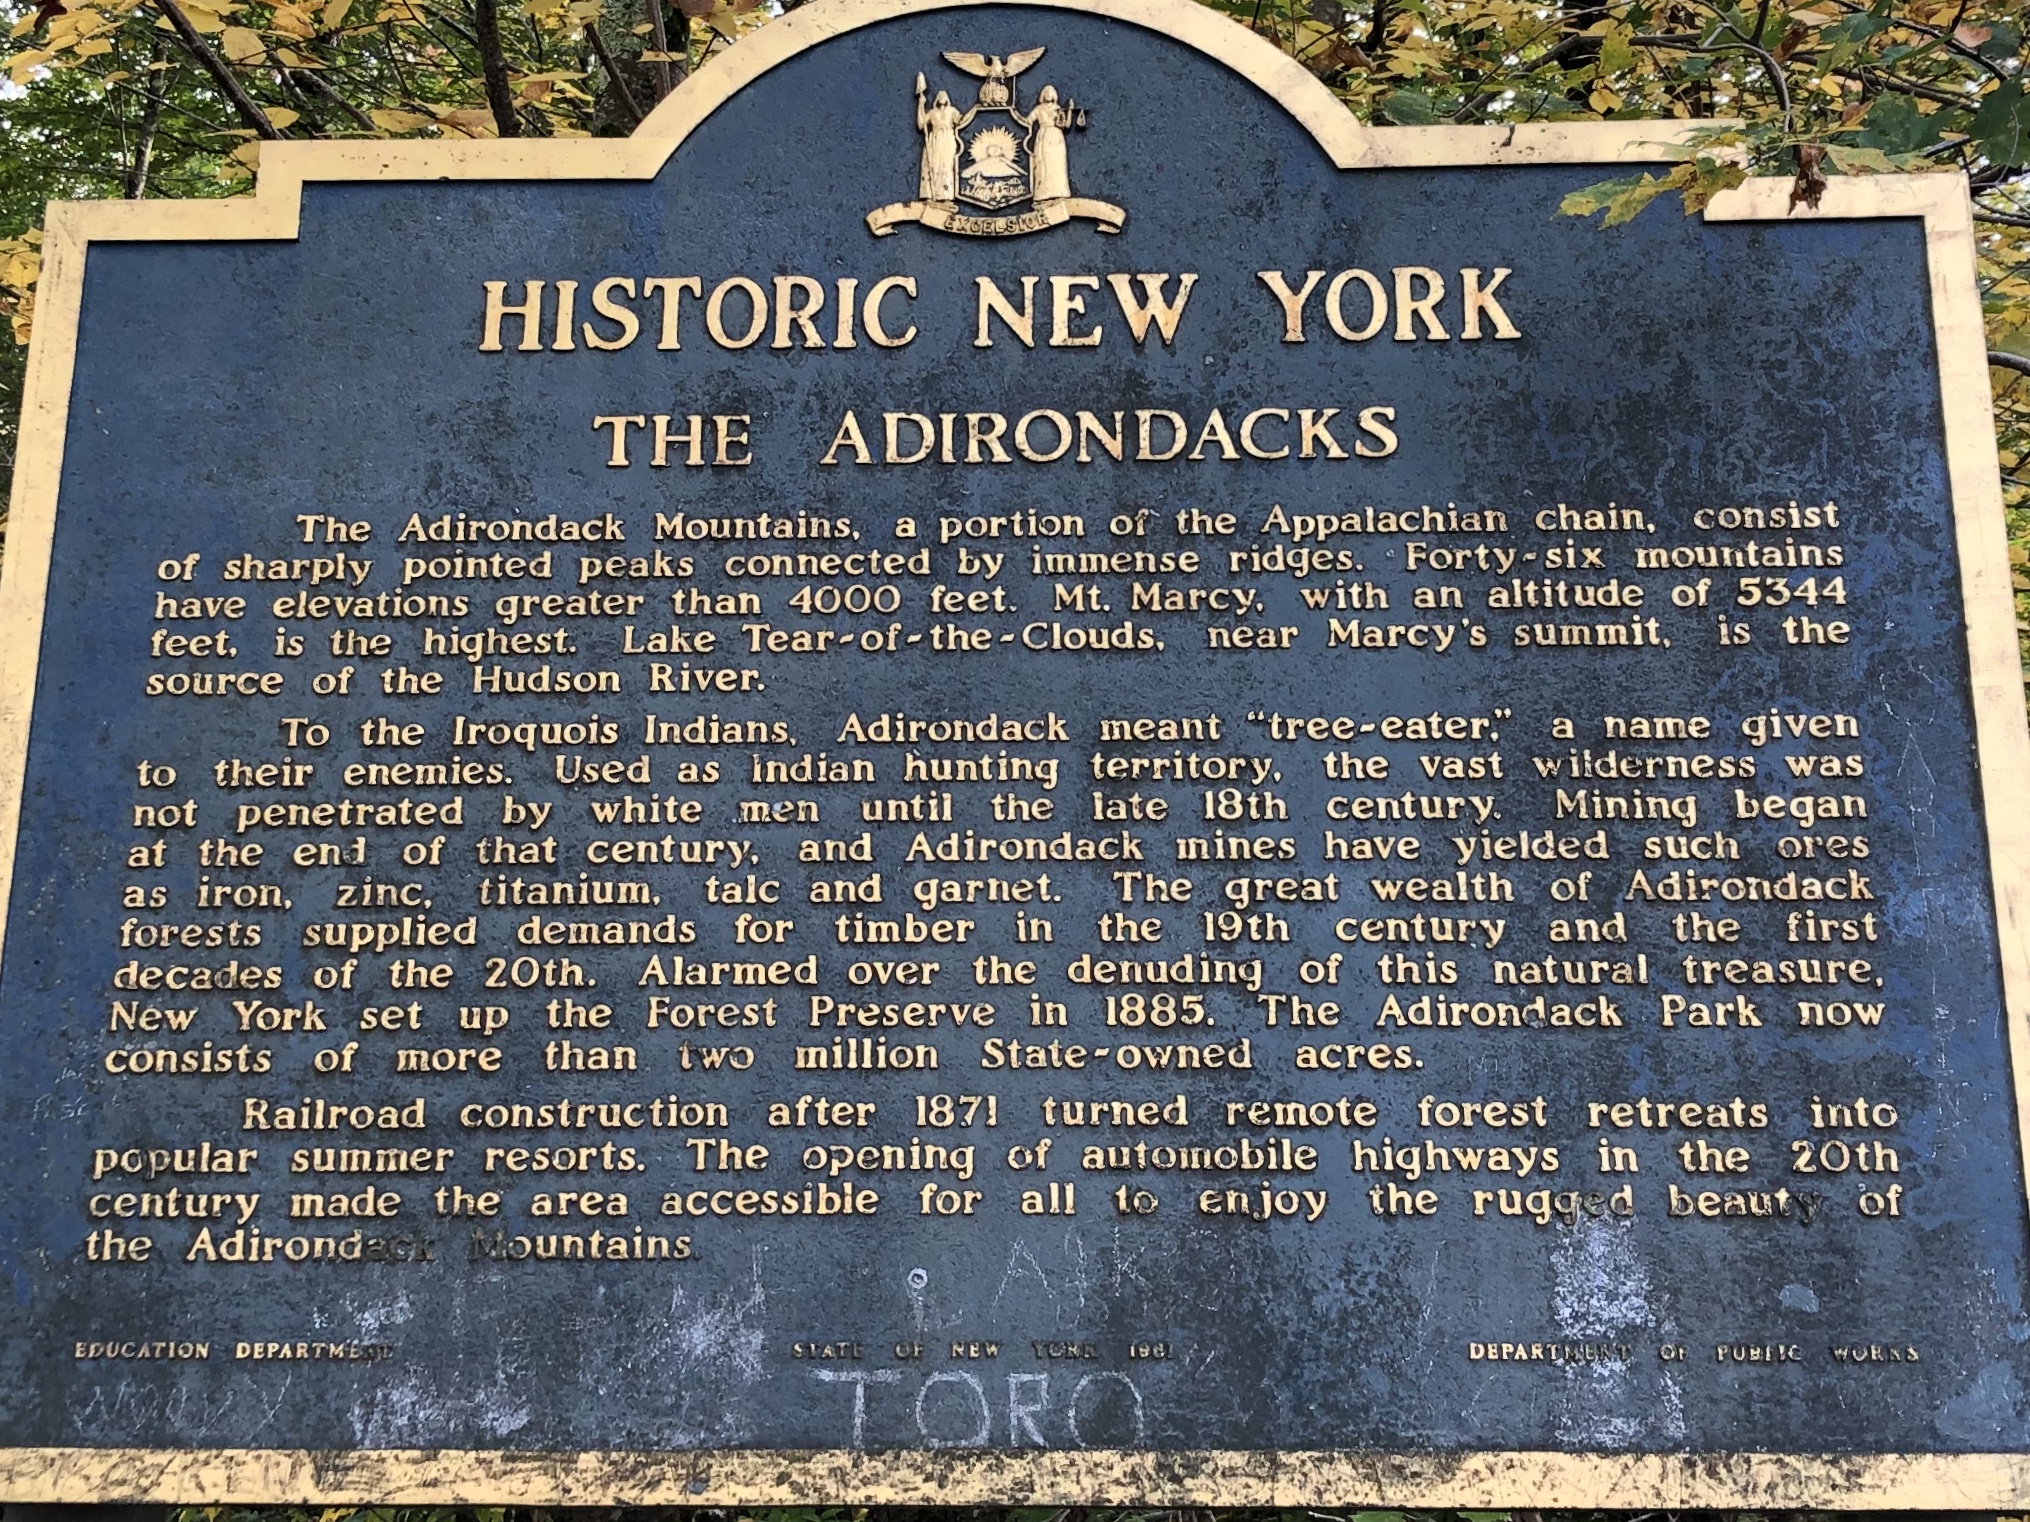 EXCELSIOR
HISTORIC NEW YORK
THE ADIRONDACKS
The Adirondack Mountains, a portion of the Appalachian chain, consist
of sharply pointed peaks connected by immense ridges. Forty-six mountains
have elevations greater than 4000 feet. Mt. Marcy, with an altitude of 5344
feet, is the highest. Lake Tear-of-the-Clouds, near Marcy's summit, is the
source of the Hudson River.
To the Iroquois Indians, Adirondack meant "tree-eater," a name given
to their enemies. Used as Indian hunting territory, the vast wilderness was
not penetrated by white men until the late 18th century. Mining began
at the end of that century, and Adirondack mines have yielded such ores
as iron, zinc, titanium, talc and garnet. The great wealth of Adirondack
forests supplied demands for timber in the 19th century and the first
decades of the 20th. Alarmed over the denuding of this natural treasure,
New York set up the Forest Preserve in 1885. The Adirondack Park now
consists of more than two million State-owned acres.
Railroad construction after 1871 turned remote forest retreats into
popular summer resorts. The opening of automobile highways in the 20th
century made the area accessible for all to enjoy the rugged beauty of
the Adirondack Mountains.
EDUCATION DEPARTMENT STATE OF NEW YORK 1961 DEPARTMENT OF PUBLIC WORKS
TORO